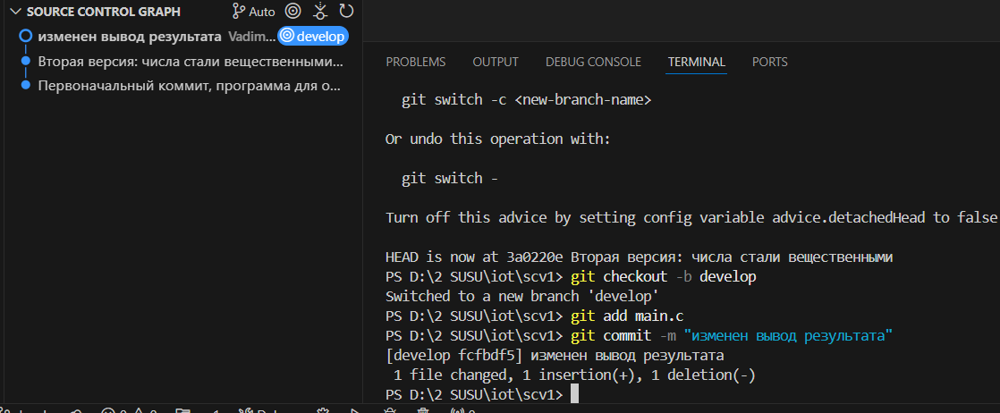 SOURCE CONTROL GRAPH Auto
изменен вывод результата Vadim... develop
Вторая версия: числа стали вещественными...
Первоначальный коммит, программа для о...
PROBLEMS OUTPUT DEBUG CONSOLE TERMINAL PORTS
git switch -c <new-branch-name>
Or undo this operation with:
git switch -
Turn off this advice by setting config variable advice.detachedHead to false
HEAD is now at 3a0220e Вторая версия: числа стали вещественными
PS D:\2 SUSU\iot\scv1> git checkout -b develop
Switched to a new branch 'develop'
PS D:\2 SUSU\iot\scv1> git add main.c
PS D:\2 SUSU\iot\scv1> git commit -m "изменен вывод результата"
[develop fcfbdf5] изменен вывод результата
1 file changed, 1 insertion(+), 1 deletion(-)
PS D:\2 SUSU\iot\scv1>